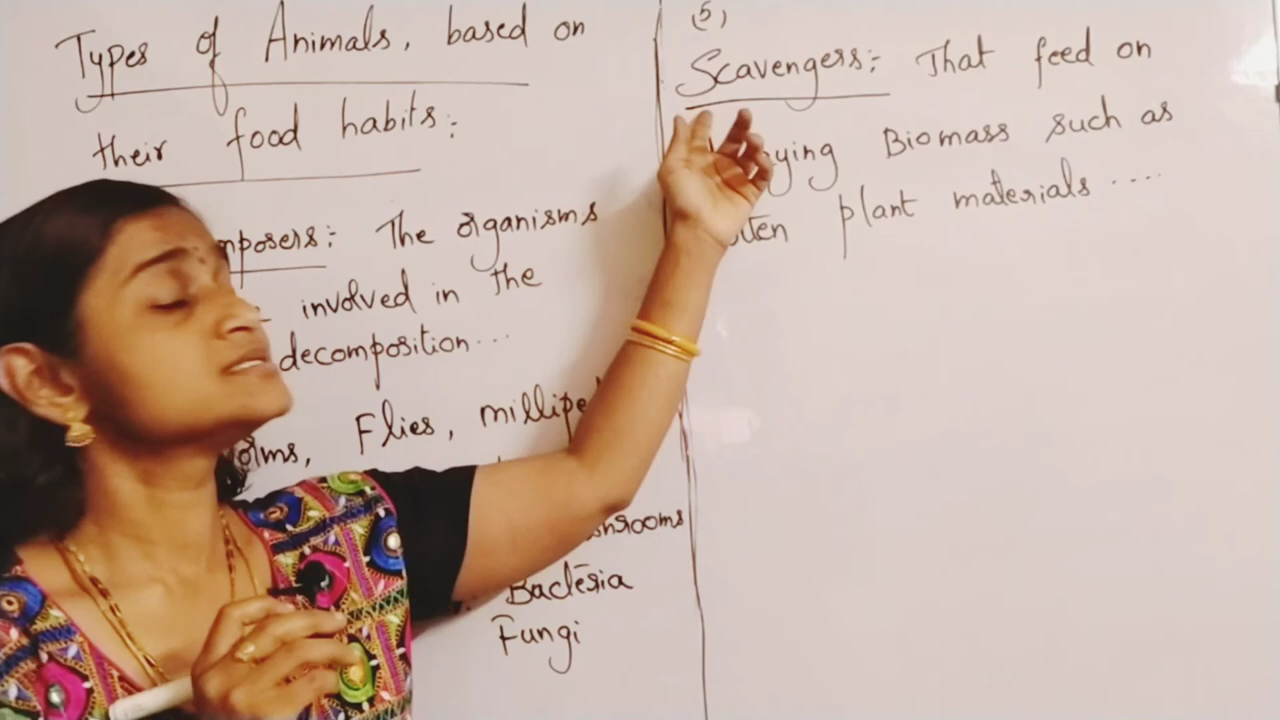 Types of Animals, based on
their food habits:
The organisms
involved in the
decomposition...
Flies,
Bacteria
Fungi
(5)
Scavengers:- That feed on
Biomass such as
plant materials ....